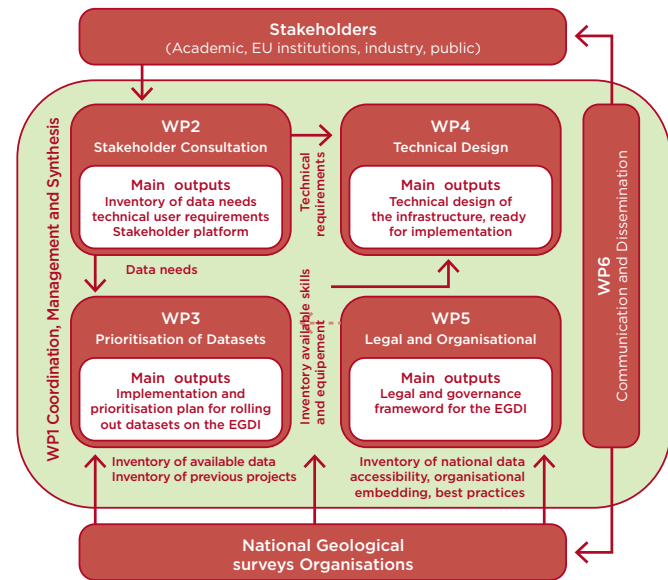 Stakeholders
(Academic, EU institutions, industry, public)
WP1 Coordination, Management and Synthesis
WP2
Stakeholder Consultation
Main outputs
Inventory of data needs
technical user requirements
Stakeholder platform
Technical
requirements
WP4
Technical Design
Main outputs
Technical design of
the infrastructure, ready
for implementation
Data needs
WP3
Prioritisation of Datasets
Main outputs
Implementation and
prioritisation plan for rolling
out datasets on the EGDI
Inventory available skills
and equipement
WP5
Legal and Organisational
Main outputs
Legal and governance
frameword for the EGDI
WP6
Communication and Dissemination
Inventory of available data
Inventory of previous projects
Inventory of national data
accessibility, organisational
embedding, best practices
National Geological
surveys Organisations